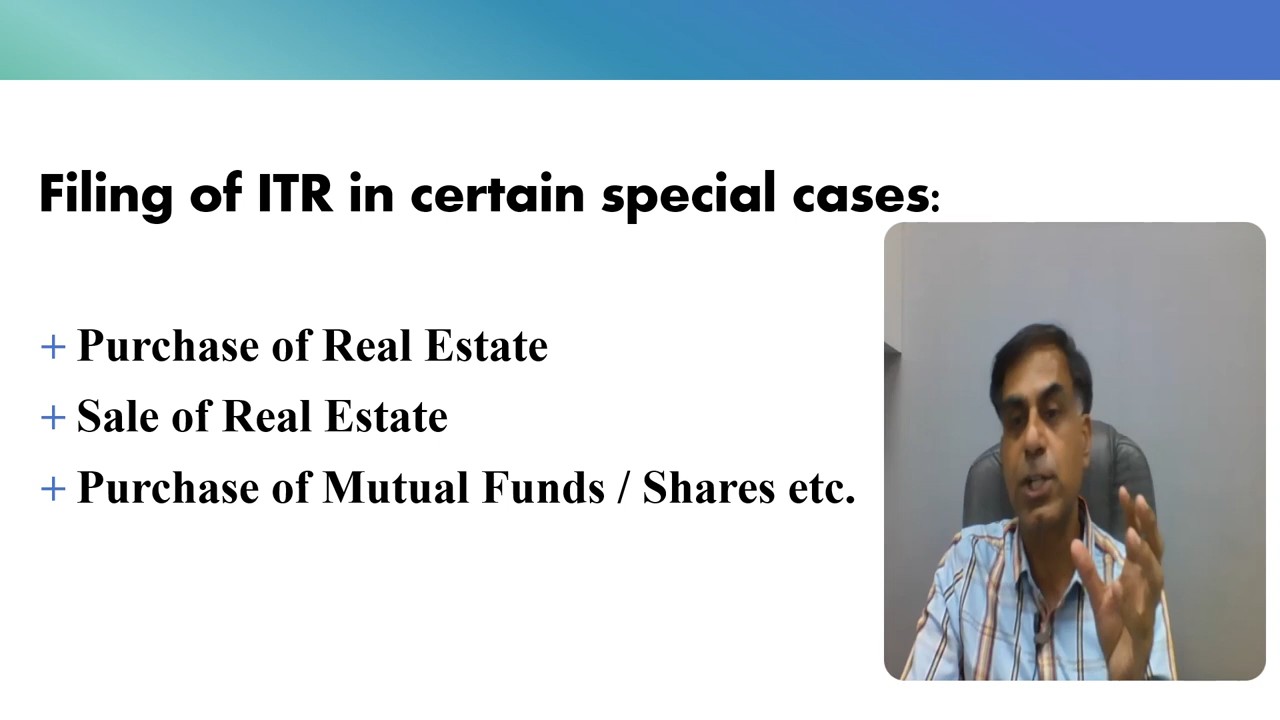 Filing of ITR in certain special cases:
+ Purchase of Real Estate
+ Sale of Real Estate
+ Purchase of Mutual Funds / Shares etc.